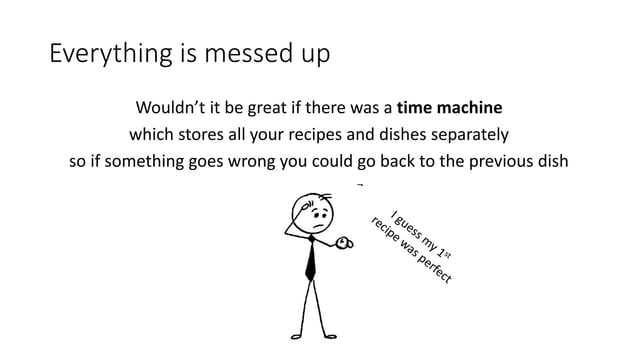 Everything is messed up
Wouldn’t it be great if there was a time machine
which stores all your recipes and dishes separately
so if something goes wrong you could go back to the previous dish
I guess my 1st
recipe was perfect